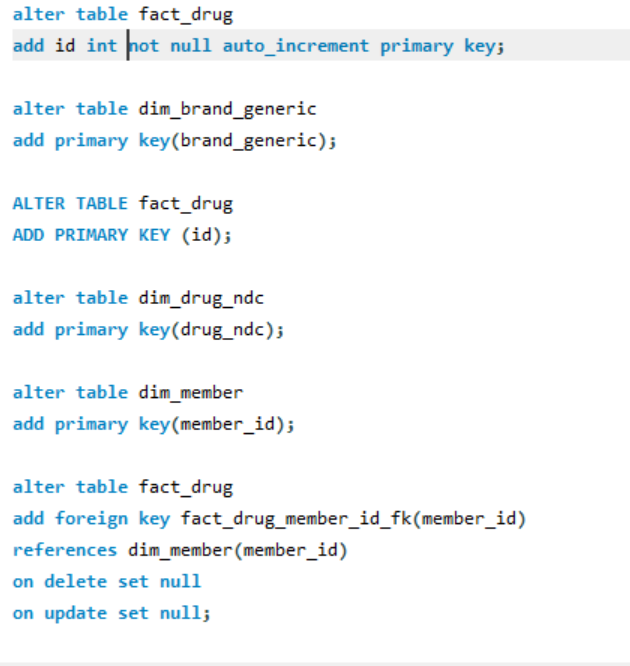 alter table fact_drug
add id int not null auto_increment primary key;
alter table dim_brand_generic
add primary key(brand_generic);
ALTER TABLE fact_drug
ADD PRIMARY KEY (id);
alter table dim_drug_ndc
add primary key(drug_ndc);
alter table dim_member
add primary key(member_id);
alter table fact_drug
add foreign key fact_drug_member_id_fk(member_id)
references dim_member(member_id)
on delete set null
on update set null;